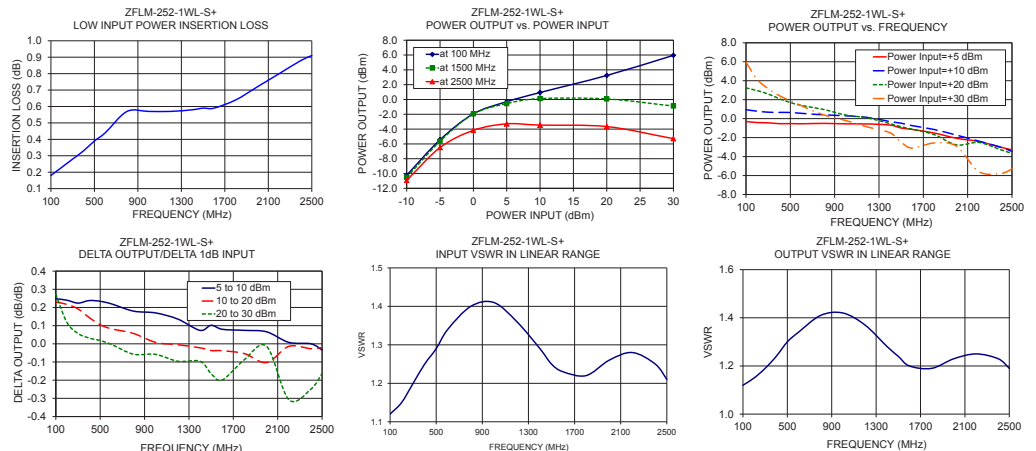 ZFLM-252-1WL-S+
LOW INPUT POWER INSERTION LOSS
INSERTION LOSS (dB)
1.0
0.9
0.8
0.7
0.6
0.5
0.4
0.3
0.2
0.1
100 500 900 1300 1700 2100 2500
FREQUENCY (MHz)
ZFLM-252-1WL-S+
POWER OUTPUT vs. POWER INPUT
POWER OUTPUT (dBm)
8.0
6.0
4.0
2.0
0.0
-2.0
-4.0
-6.0
-8.0
-10.0
-12.0
at 100 MHz
at 1500 MHz
at 2500 MHz
-10 -5 0 5 10 15 20 25 30
POWER INPUT (dBm)
ZFLM-252-1WL-S+
POWER OUTPUT vs. FREQUENCY
POWER OUTPUT (dBm)
8.0
6.0
4.0
2.0
0.0
-2.0
-4.0
-6.0
-8.0
Power Input=+5 dBm
Power Input=+10 dBm
Power Input=+20 dBm
Power Input=+30 dBm
100 500 900 1300 1700 2100 2500
FREQUENCY (MHz)
ZFLM-252-1WL-S+
DELTA OUTPUT/DELTA 1dB INPUT
DELTA OUTPUT (dB/dB)
0.4
0.3
0.2
0.1
0.0
-0.1
-0.2
-0.3
-0.4
5 to 10 dBm
10 to 20 dBm
20 to 30 dBm
100 500 900 1300 1700 2100 2500
FREQUENCY (MHz)
ZFLM-252-1WL-S+
INPUT VSWR IN LINEAR RANGE
VSWR
1.5
1.4
1.3
1.2
1.1
100 500 900 1300 1700 2100 2500
FREQUENCY (MHz)
ZFLM-252-1WL-S+
OUTPUT VSWR IN LINEAR RANGE
VSWR
1.6
1.4
1.2
1.0
100 500 900 1300 1700 2100 2500
FREQUENCY (MHz)